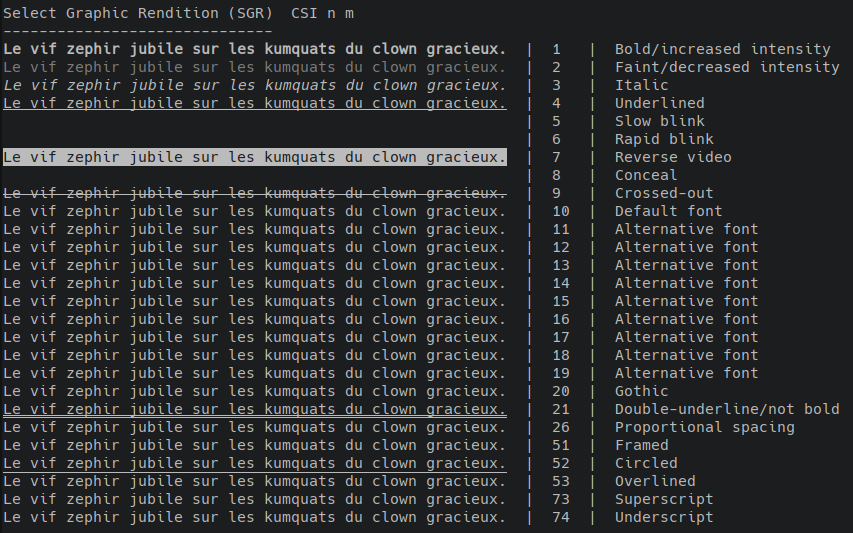 Select Graphic Rendition (SGR)  CSI n m
------------------------------
Le vif zephir jubile sur les kumquats du clown gracieux.  |  1   |  Bold/increased intensity
Le vif zephir jubile sur les kumquats du clown gracieux.  |  2   |  Faint/decreased intensity
Le vif zephir jubile sur les kumquats du clown gracieux.  |  3   |  Italic
Le vif zephir jubile sur les kumquats du clown gracieux.  |  4   |  Underlined
|  5   |  Slow blink
|  6   |  Rapid blink
Le vif zephir jubile sur les kumquats du clown gracieux.  |  7   |  Reverse video
|  8   |  Conceal
Le vif zephir jubile sur les kumquats du clown gracieux.  |  9   |  Crossed-out
Le vif zephir jubile sur les kumquats du clown gracieux.  |  10  |  Default font
Le vif zephir jubile sur les kumquats du clown gracieux.  |  11  |  Alternative font
Le vif zephir jubile sur les kumquats du clown gracieux.  |  12  |  Alternative font
Le vif zephir jubile sur les kumquats du clown gracieux.  |  13  |  Alternative font
Le vif zephir jubile sur les kumquats du clown gracieux.  |  14  |  Alternative font
Le vif zephir jubile sur les kumquats du clown gracieux.  |  15  |  Alternative font
Le vif zephir jubile sur les kumquats du clown gracieux.  |  16  |  Alternative font
Le vif zephir jubile sur les kumquats du clown gracieux.  |  17  |  Alternative font
Le vif zephir jubile sur les kumquats du clown gracieux.  |  18  |  Alternative font
Le vif zephir jubile sur les kumquats du clown gracieux.  |  19  |  Alternative font
Le vif zephir jubile sur les kumquats du clown gracieux.  |  20  |  Gothic
Le vif zephir jubile sur les kumquats du clown gracieux.  |  21  |  Double-underline/not bold
Le vif zephir jubile sur les kumquats du clown gracieux.  |  26  |  Proportional spacing
Le vif zephir jubile sur les kumquats du clown gracieux.  |  51  |  Framed
Le vif zephir jubile sur les kumquats du clown gracieux.  |  52  |  Circled
Le vif zephir jubile sur les kumquats du clown gracieux.  |  53  |  Overlined
Le vif zephir jubile sur les kumquats du clown gracieux.  |  73  |  Superscript
Le vif zephir jubile sur les kumquats du clown gracieux.  |  74  |  Underscript